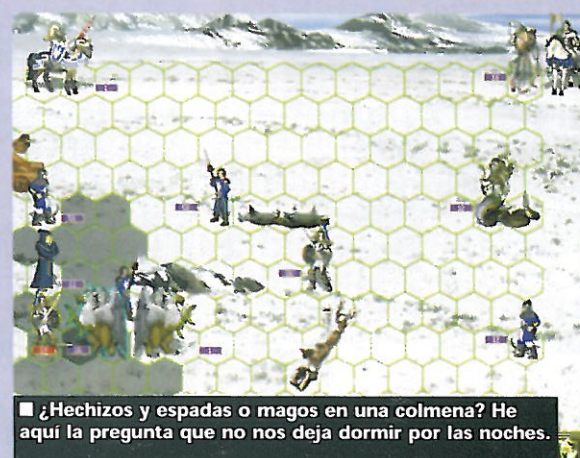 ■ ¿Hechizos y espadas o magos en una colmena? He
aquí la pregunta que no nos deja dormir por las noches.